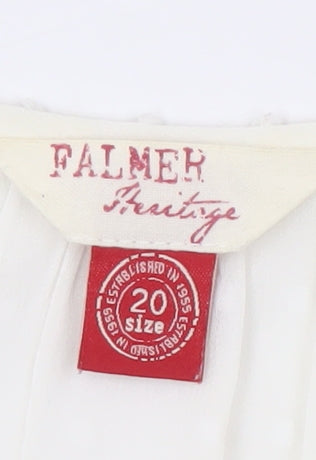 FALMER
Heritage
ESTABLISHED IN 1955
20
size
ESTABLISHED IN 1955